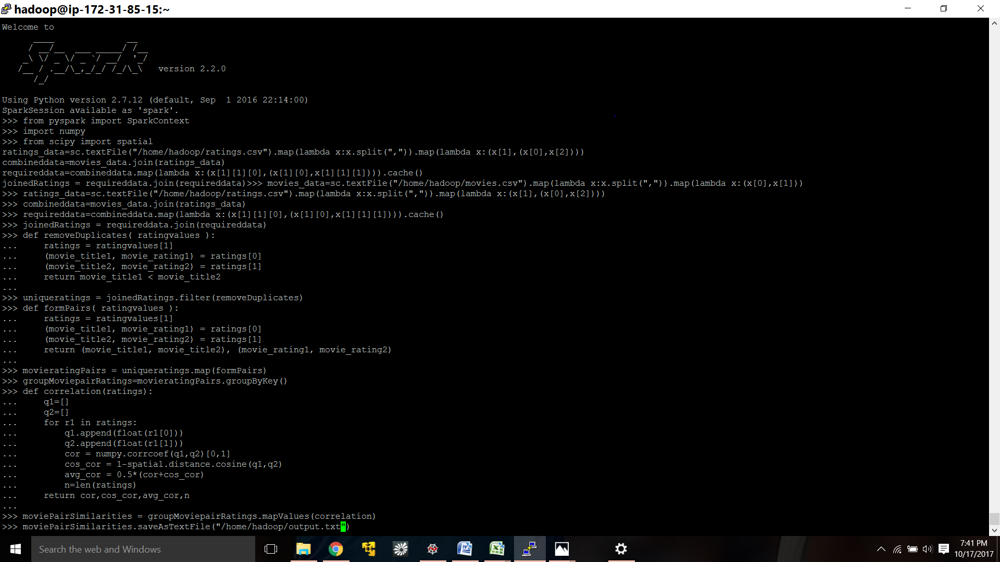 hadoop@ip-172-31-85-15:~
Welcome to
      ____              __
     / __/__  ___ _____/ /__
    _\ \/ _ \/ _ `/ __/  '_/
   /__ / .__/\_,_/_/ /_/\_\   version 2.2.0
      /_/
Using Python version 2.7.12 (default, Sep  1 2016 22:14:00)
SparkSession available as 'spark'.
>>> from pyspark import SparkContext
>>> import numpy
>>> from scipy import spatial
ratings_data=sc.textFile("/home/hadoop/ratings.csv").map(lambda x:x.split(",")).map(lambda x:(x[1],(x[0],x[2])))
combineddata=movies_data.join(ratings_data)
requireddata=combineddata.map(lambda x:(x[1][1][0],(x[1][0],x[1][1][1]))).cache()
joinedRatings = requireddata.join(requireddata)>>> movies_data=sc.textFile("/home/hadoop/movies.csv").map(lambda x:x.split(",")).map(lambda x:(x[0],x[1]))
>>> ratings_data=sc.textFile("/home/hadoop/ratings.csv").map(lambda x:x.split(",")).map(lambda x:(x[1],(x[0],x[2])))
>>> combineddata=movies_data.join(ratings_data)
>>> requireddata=combineddata.map(lambda x:(x[1][1][0],(x[1][0],x[1][1][1]))).cache()
>>> joinedRatings = requireddata.join(requireddata)
>>> def removeDuplicates( ratingvalues ):
...     ratings = ratingvalues[1]
...     (movie_title1, movie_rating1) = ratings[0]
...     (movie_title2, movie_rating2) = ratings[1]
...     return movie_title1 < movie_title2
...
>>> uniqueratings = joinedRatings.filter(removeDuplicates)
>>> def formPairs( ratingvalues ):
...     ratings = ratingvalues[1]
...     (movie_title1, movie_rating1) = ratings[0]
...     (movie_title2, movie_rating2) = ratings[1]
...     return (movie_title1, movie_title2), (movie_rating1, movie_rating2)
...
>>> movieratingPairs = uniqueratings.map(formPairs)
>>> groupMoviepairRatings=movieratingPairs.groupByKey()
>>> def correlation(ratings):
...     q1=[]
...     q2=[]
...     for r1 in ratings:
...         q1.append(float(r1[0]))
...         q2.append(float(r1[1]))
...         cor = numpy.corrcoef(q1,q2)[0,1]
...         cos_cor = 1-spatial.distance.cosine(q1,q2)
...         avg_cor = 0.5*(cor+cos_cor)
...         n=len(ratings)
...     return cor,cos_cor,avg_cor,n
...
>>> moviePairSimilarities = groupMoviepairRatings.mapValues(correlation)
>>> moviePairSimilarities.saveAsTextFile("/home/hadoop/output.txt")
Search the web and Windows
7:41 PM
10/17/2017